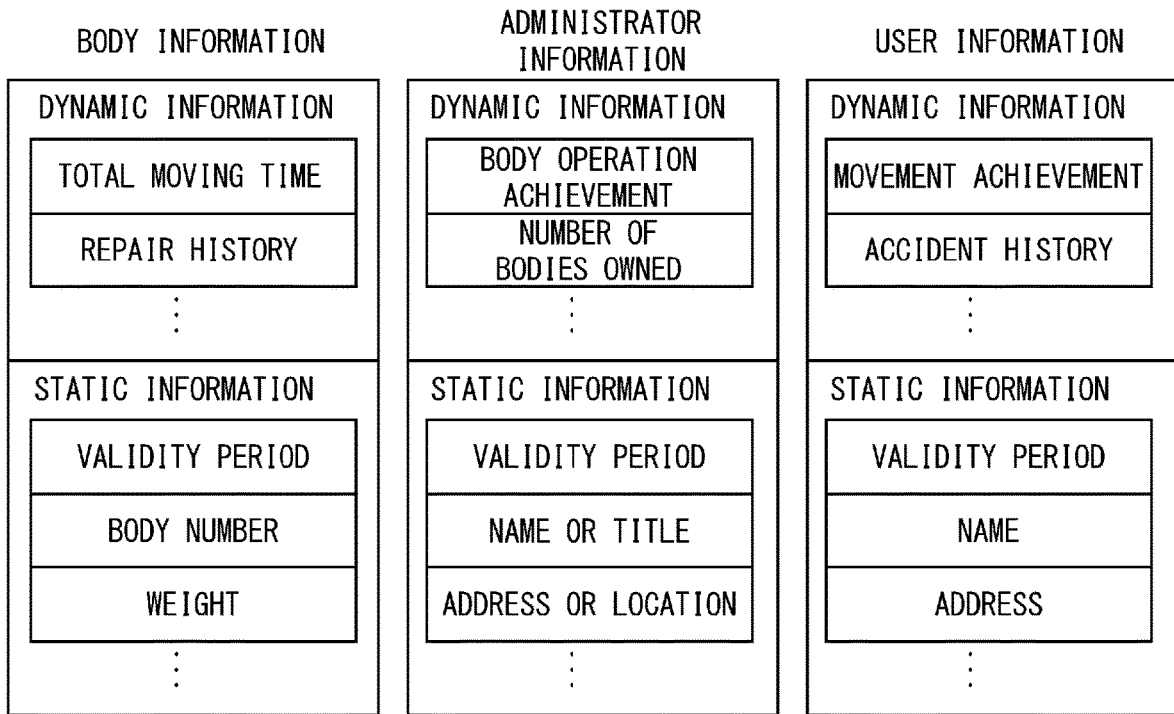 BODY INFORMATION
DYNAMIC INFORMATION
TOTAL MOVING TIME
REPAIR HISTORY
STATIC INFORMATION
VALIDITY PERIOD
BODY NUMBER
WEIGHT
ADMINISTRATOR
INFORMATION
DYNAMIC INFORMATION
BODY OPERATION
ACHIEVEMENT
NUMBER OF
BODIES OWNED
STATIC INFORMATION
VALIDITY PERIOD
NAME OR TITLE
ADDRESS OR LOCATION
USER INFORMATION
DYNAMIC INFORMATION
MOVEMENT ACHIEVEMENT
ACCIDENT HISTORY
STATIC INFORMATION
VALIDITY PERIOD
NAME
ADDRESS